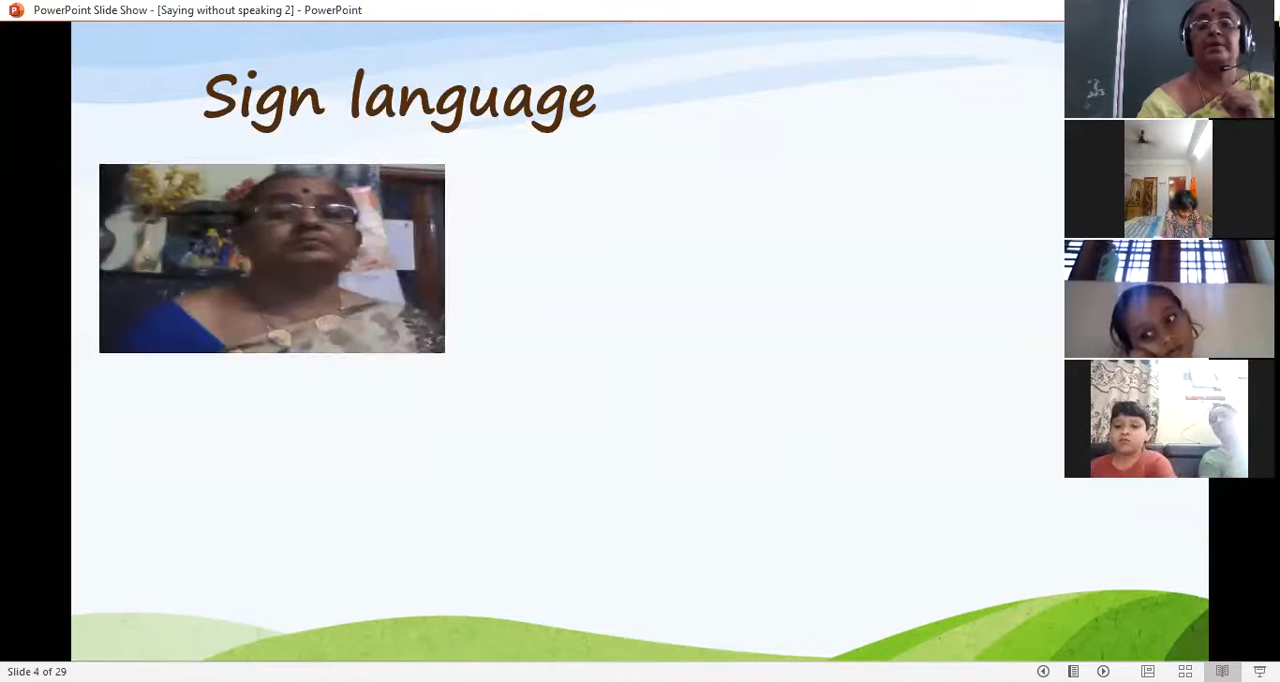 PowerPoint Slide Show - [Saying without speaking 2] - PowerPoint
Sign language
Slide 4 of 29